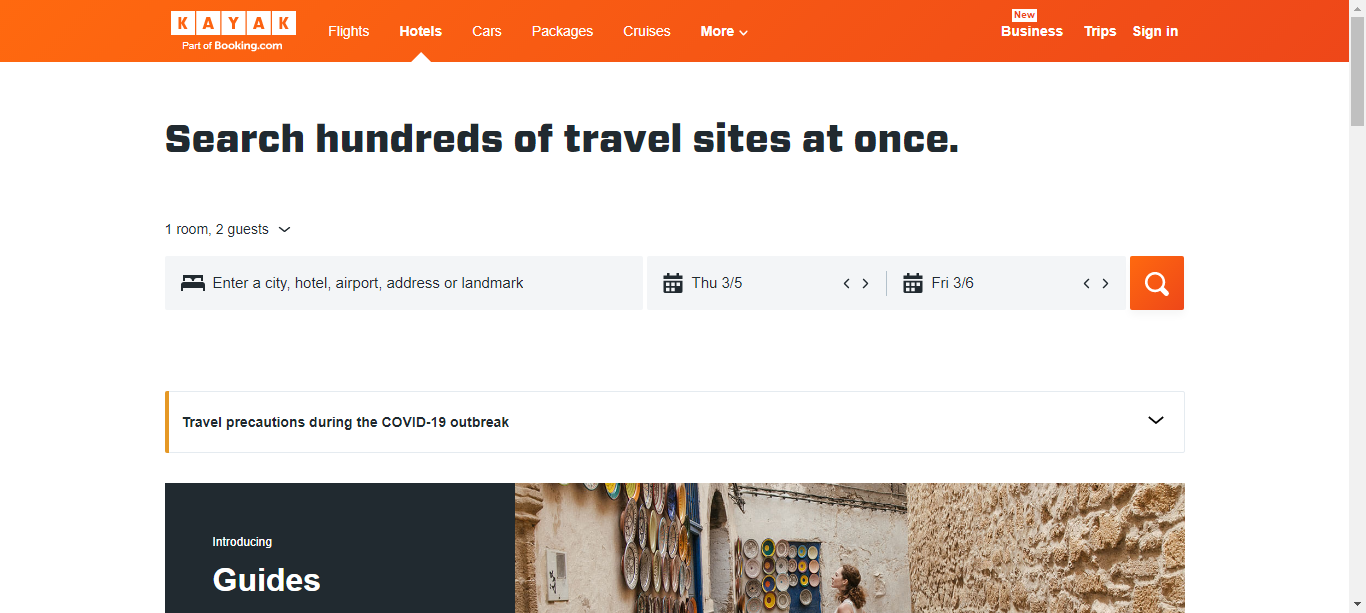 KAYAK
Part of Booking.com
Flights
Hotels
Cars
Packages
Cruises
More
New
Business
Trips
Sign in
Search hundreds of travel sites at once.
1 room, 2 guests
Enter a city, hotel, airport, address or landmark
Thu 3/5
Fri 3/6
Travel precautions during the COVID-19 outbreak
Introducing
Guides